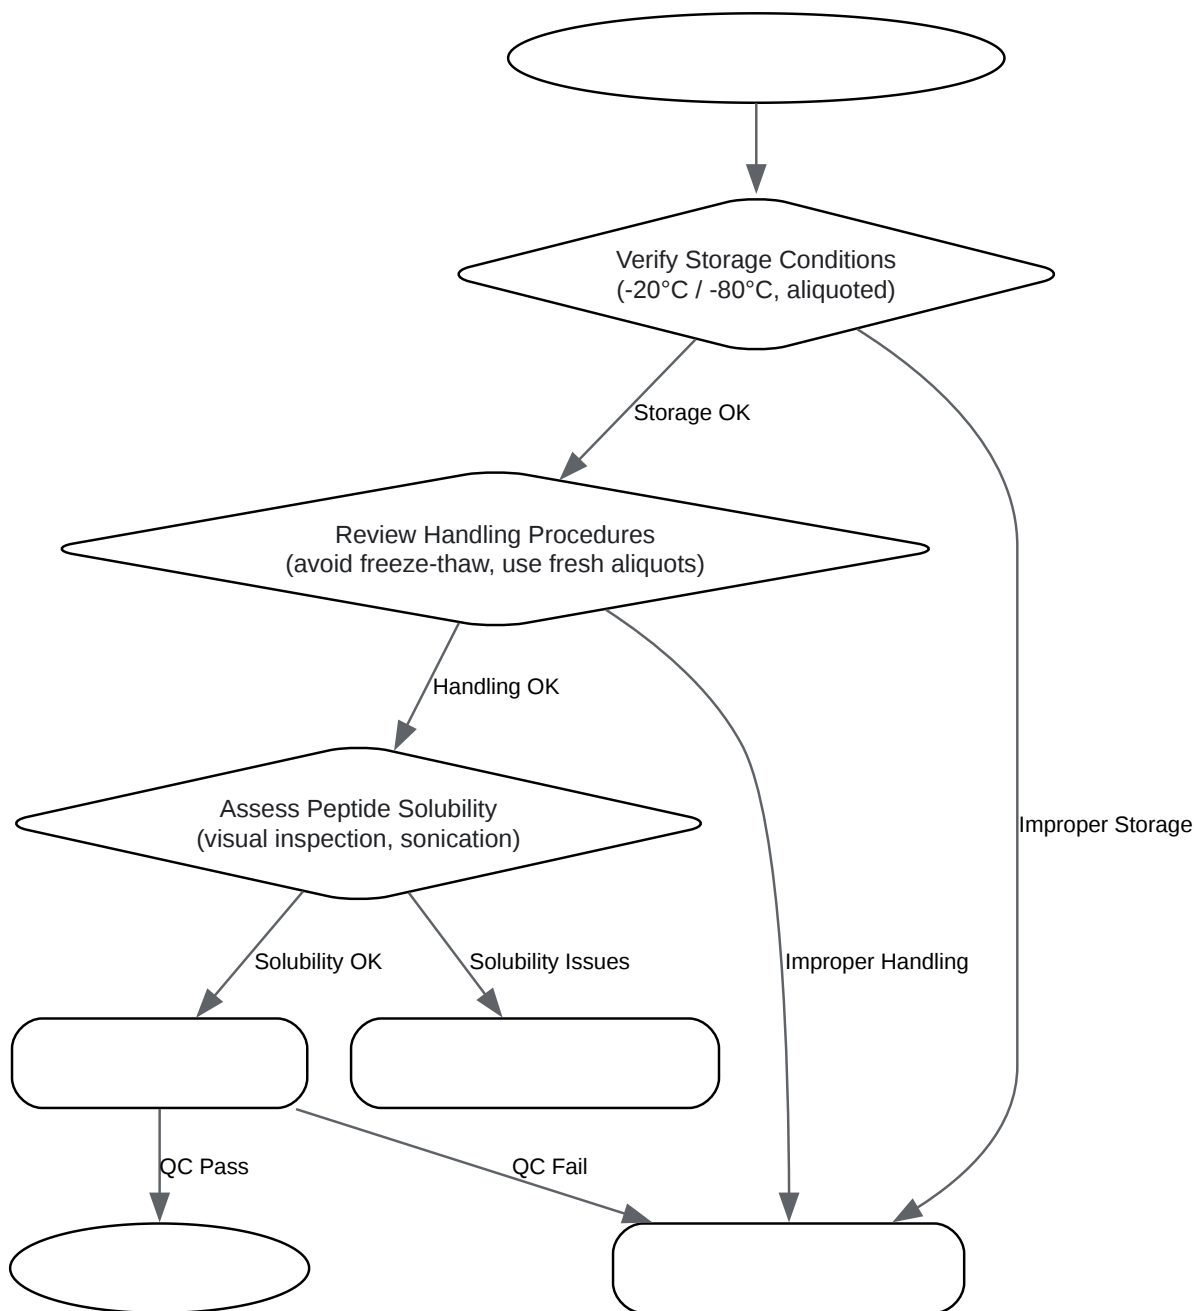 Verify Storage Conditions
(-20°C / -80°C, aliquoted)
Storage OK
Review Handling Procedures
(avoid freeze-thaw, use fresh aliquots)
Handling OK
Assess Peptide Solubility
(visual inspection, sonication)
Improper Storage
Solubility OK
Solubility Issues
Improper Handling
QC Pass
QC Fail